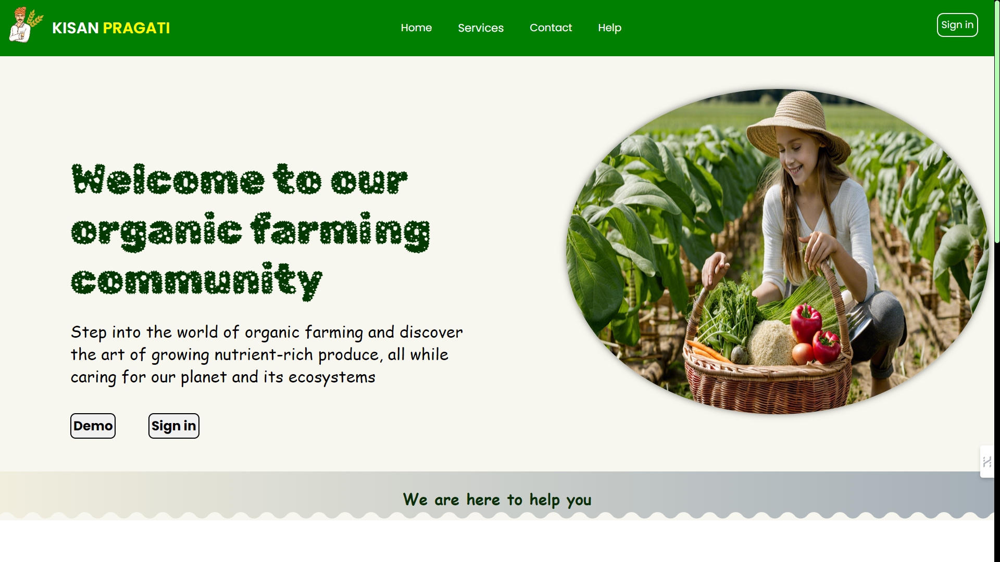 KISAN PRAGATI
Home
Services
Contact
Help
Sign in
Welcome to our
organic farming
community
Step into the world of organic farming and discover
the art of growing nutrient-rich produce, all while
caring for our planet and its ecosystems
Demo
Sign in
We are here to help you